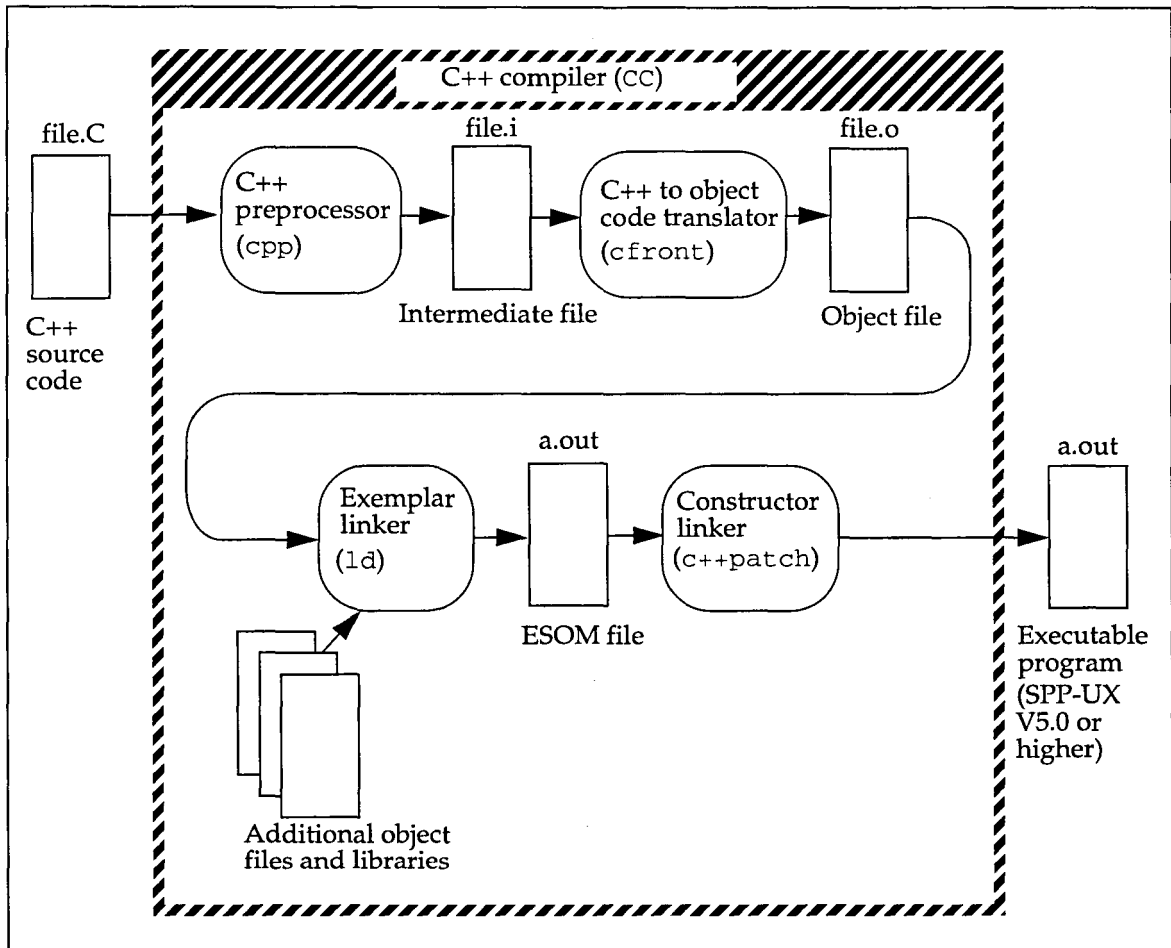 C++ compiler (CC)
file.C
file.i
file.o
C++
preprocessor
(cpp)
C++ to object
code translator
(cfront)
Intermediate file
Object file
C++
source
code
a.out
a.out
Exemplar
linker
(ld)
Constructor
linker
(c++patch)
ESOM file
Executable
program
(SPP-UX
V5.0 or
higher)
Additional object
files and libraries